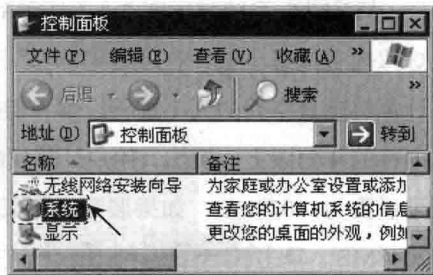 控制面板
文件(F) 编辑(E) 查看(V) 收藏(A) »
后退 搜索 »
地址(D) 控制面板 转到
名称 备注
无线网络安装向导 为家庭或办公室设置或添加
系统 查看您的计算机系统的信息
显示 更改您的桌面的外观，例如